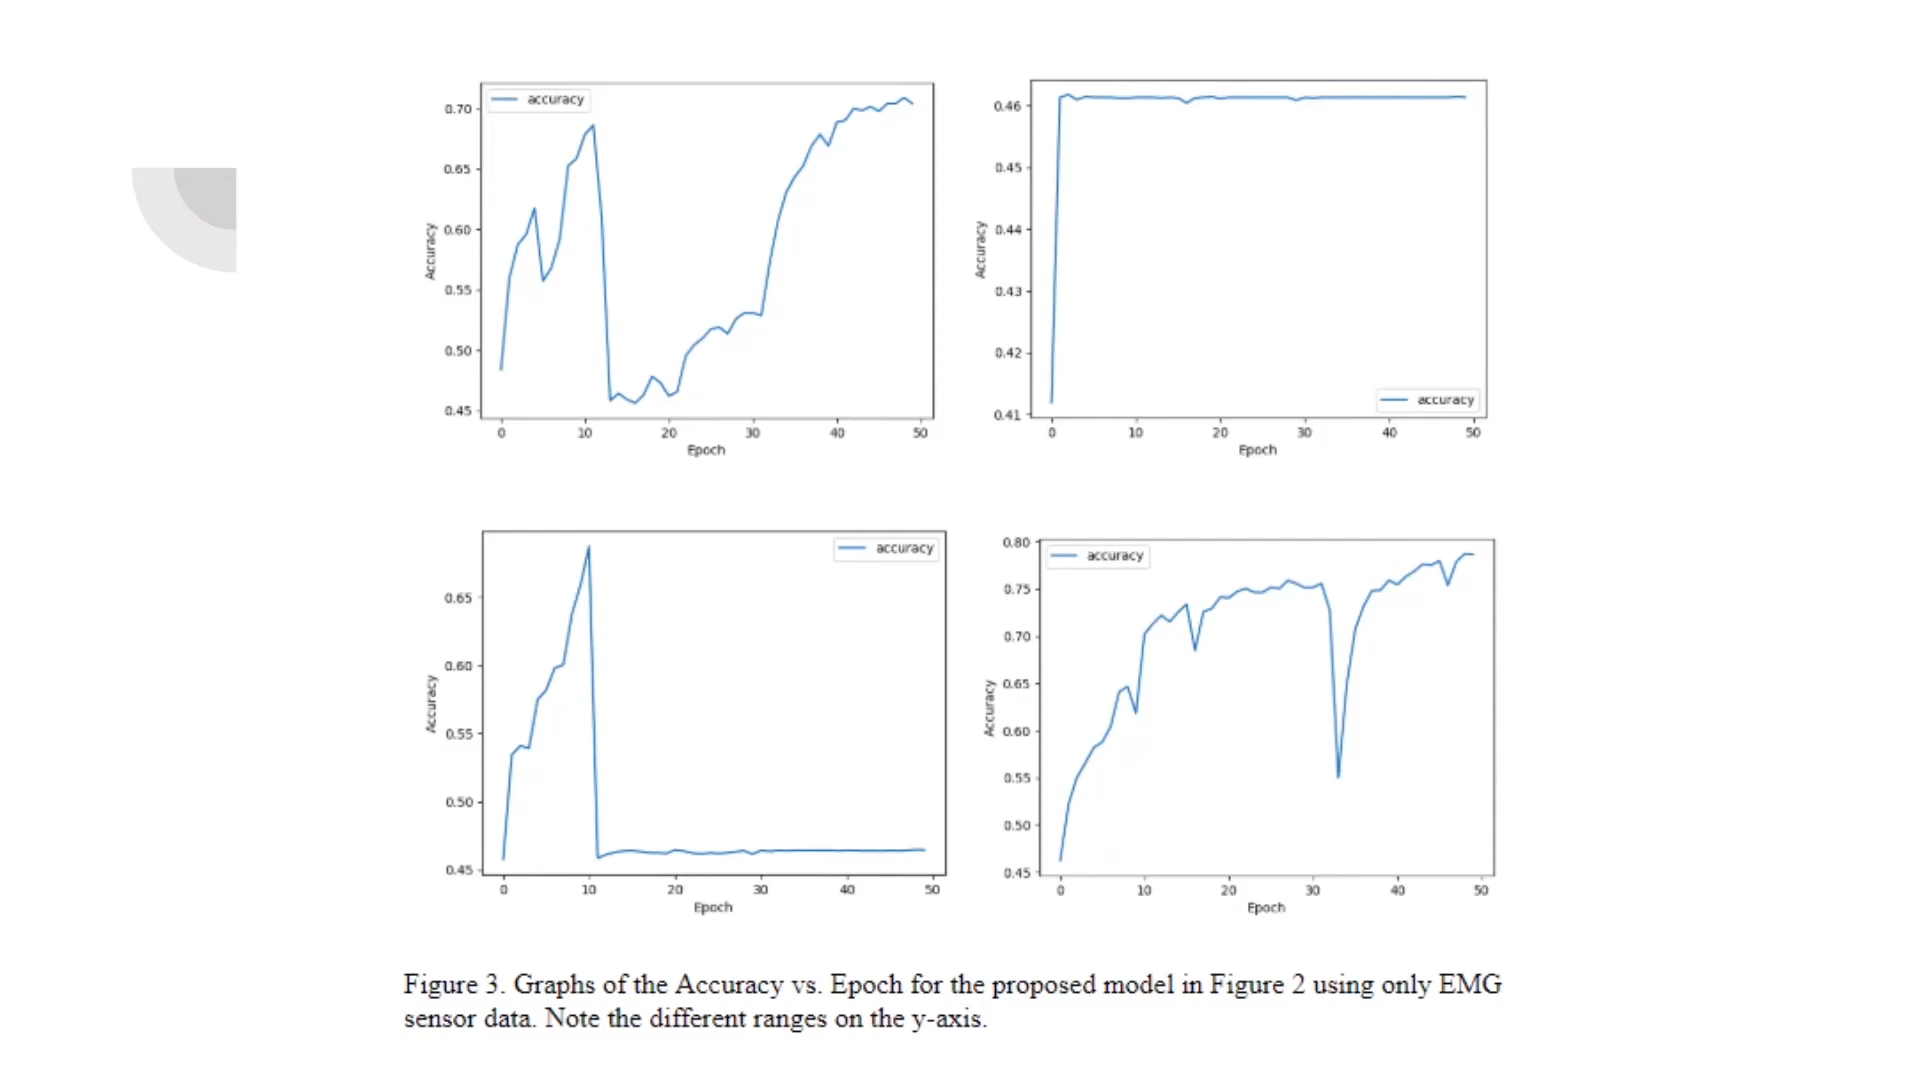 accuracy
0.70
0.65
0.60
0.55
0.50
0.45
Accuracy
0 10 20 30 40 50
Epoch
0.46
0.45
0.44
0.43
0.42
0.41
Accuracy
accuracy
0 10 20 30 40 50
Epoch
accuracy
0.65
0.60
0.55
0.50
0.45
Accuracy
0 10 20 30 40 50
Epoch
accuracy
0.80
0.75
0.70
0.65
0.60
0.55
0.50
0.45
Accuracy
0 10 20 30 40 50
Epoch
Figure 3. Graphs of the Accuracy vs. Epoch for the proposed model in Figure 2 using only EMG
sensor data. Note the different ranges on the y-axis.